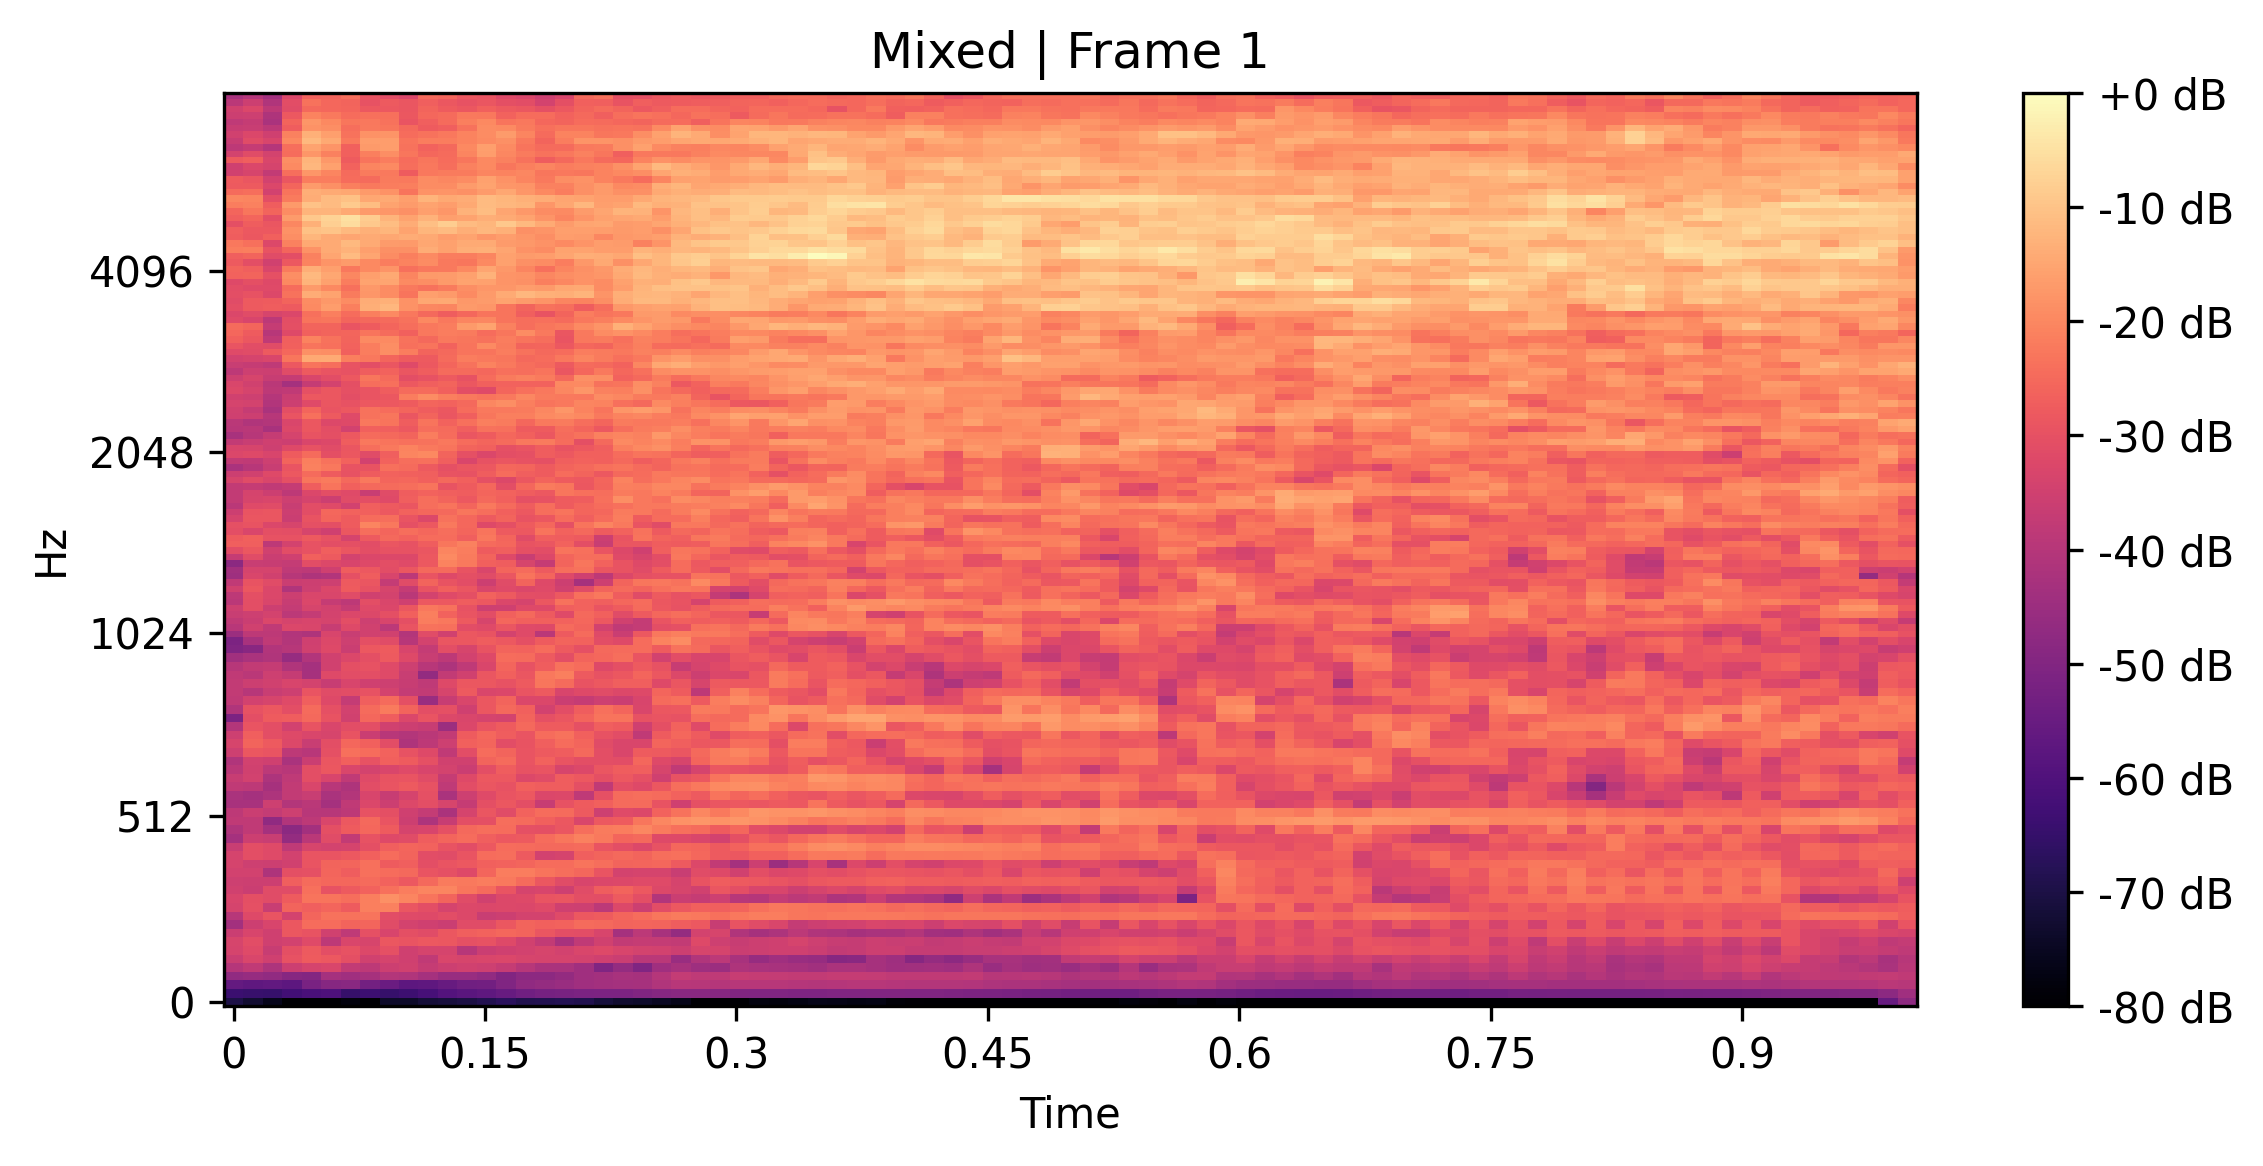 Mixed | Frame 1
+0 dB
-10 dB
-20 dB
-30 dB
-40 dB
-50 dB
-60 dB
-70 dB
-80 dB
Hz
4096
2048
1024
512
0
0 0.15 0.3 0.45 0.6 0.75 0.9
Time